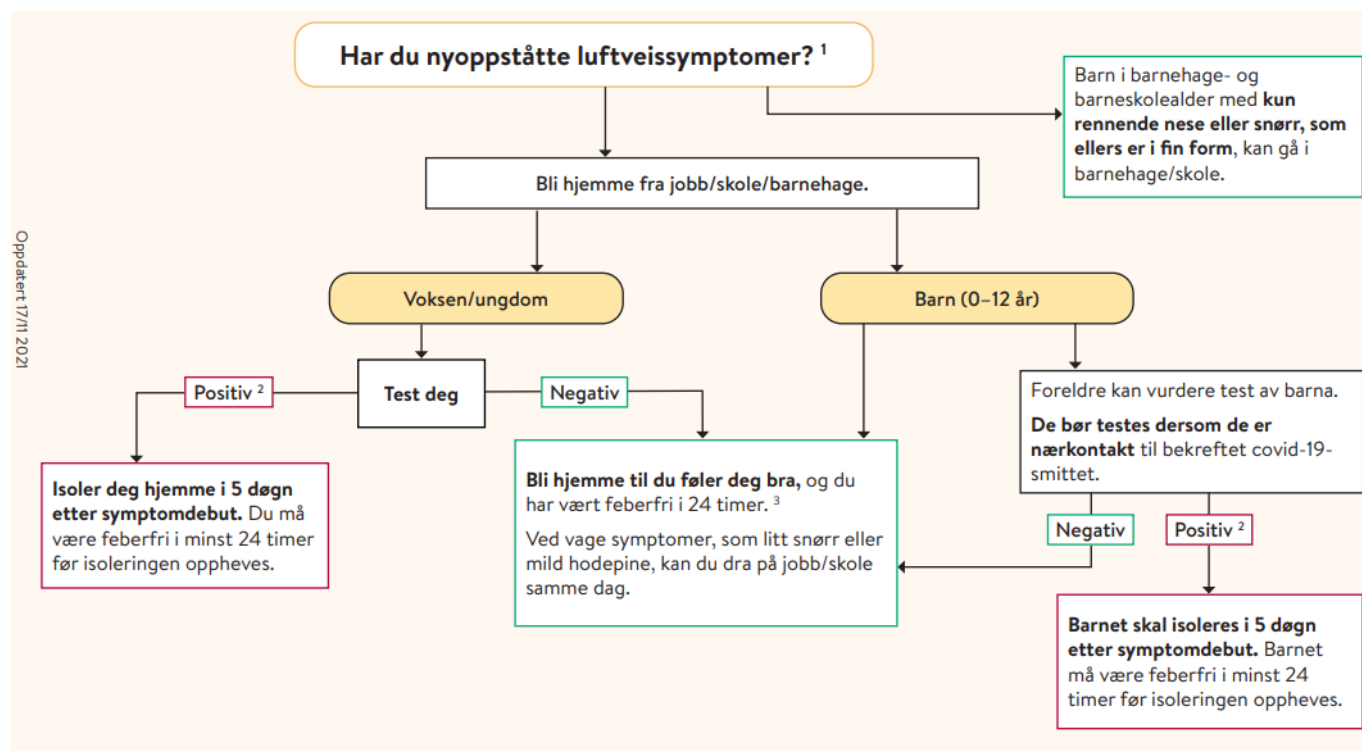 Har du nyoppståtte luftveissymptomer? ¹
Barn i barnehage- og
barneskolealder med kun
rennende nese eller snørr, som
ellers er i fin form, kan gå i
barnehage/skole.
Bli hjemme fra jobb/skole/barnehage.
Oppdatert 17/11 2021
Voksen/ungdom
Barn (0–12 år)
Positiv ²
Test deg
Negativ
Foreldre kan vurdere test av barna.
De bør testes dersom de er
nærkontakt til bekreftet covid-19-
smittet.
Isoler deg hjemme i 5 døgn
etter symptomdebut. Du må
være feberfri i minst 24 timer
før isoleringen oppheves.
Bli hjemme til du føler deg bra, og du
har vært feberfri i 24 timer. ³
Ved vage symptomer, som litt snørr eller
mild hodepine, kan du dra på jobb/skole
samme dag.
Negativ
Positiv ²
Barnet skal isoleres i 5 døgn
etter symptomdebut. Barnet
må være feberfri i minst 24
timer før isoleringen oppheves.